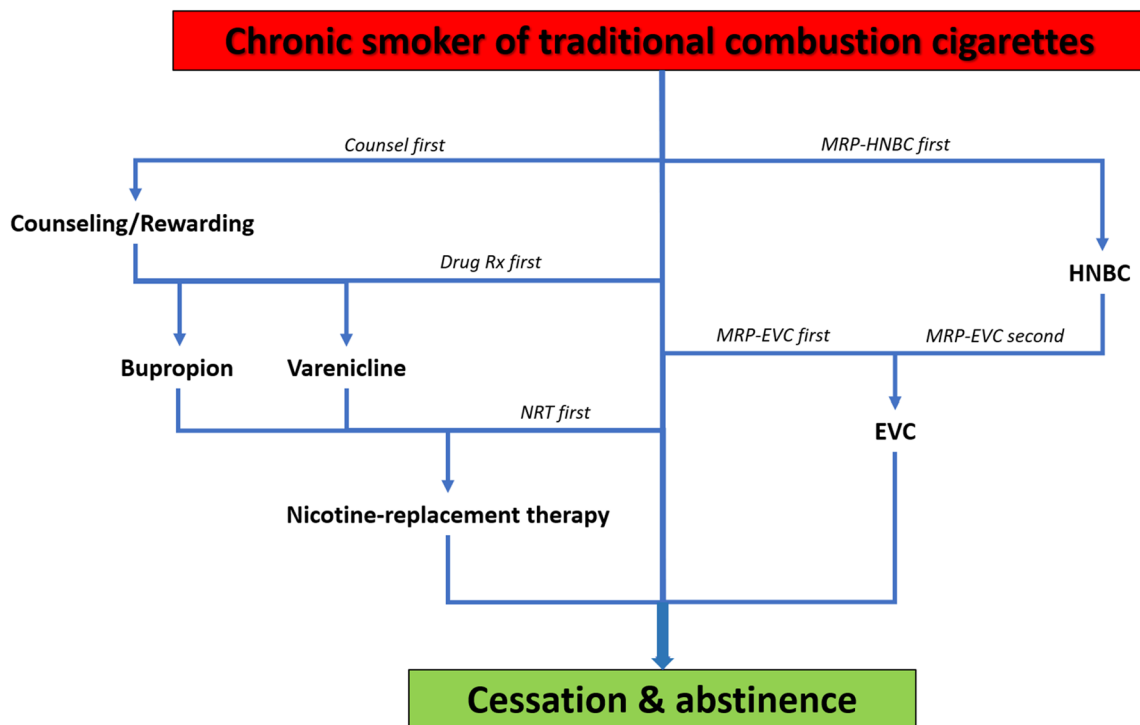 Chronic smoker of traditional combustion cigarettes
Counsel first
MRP-HNBC first
Counseling/Rewarding
Drug Rx first
HNBC
MRP-EVC first
MRP-EVC second
Bupropion
Varenicline
NRT first
EVC
Nicotine-replacement therapy
Cessation & abstinence